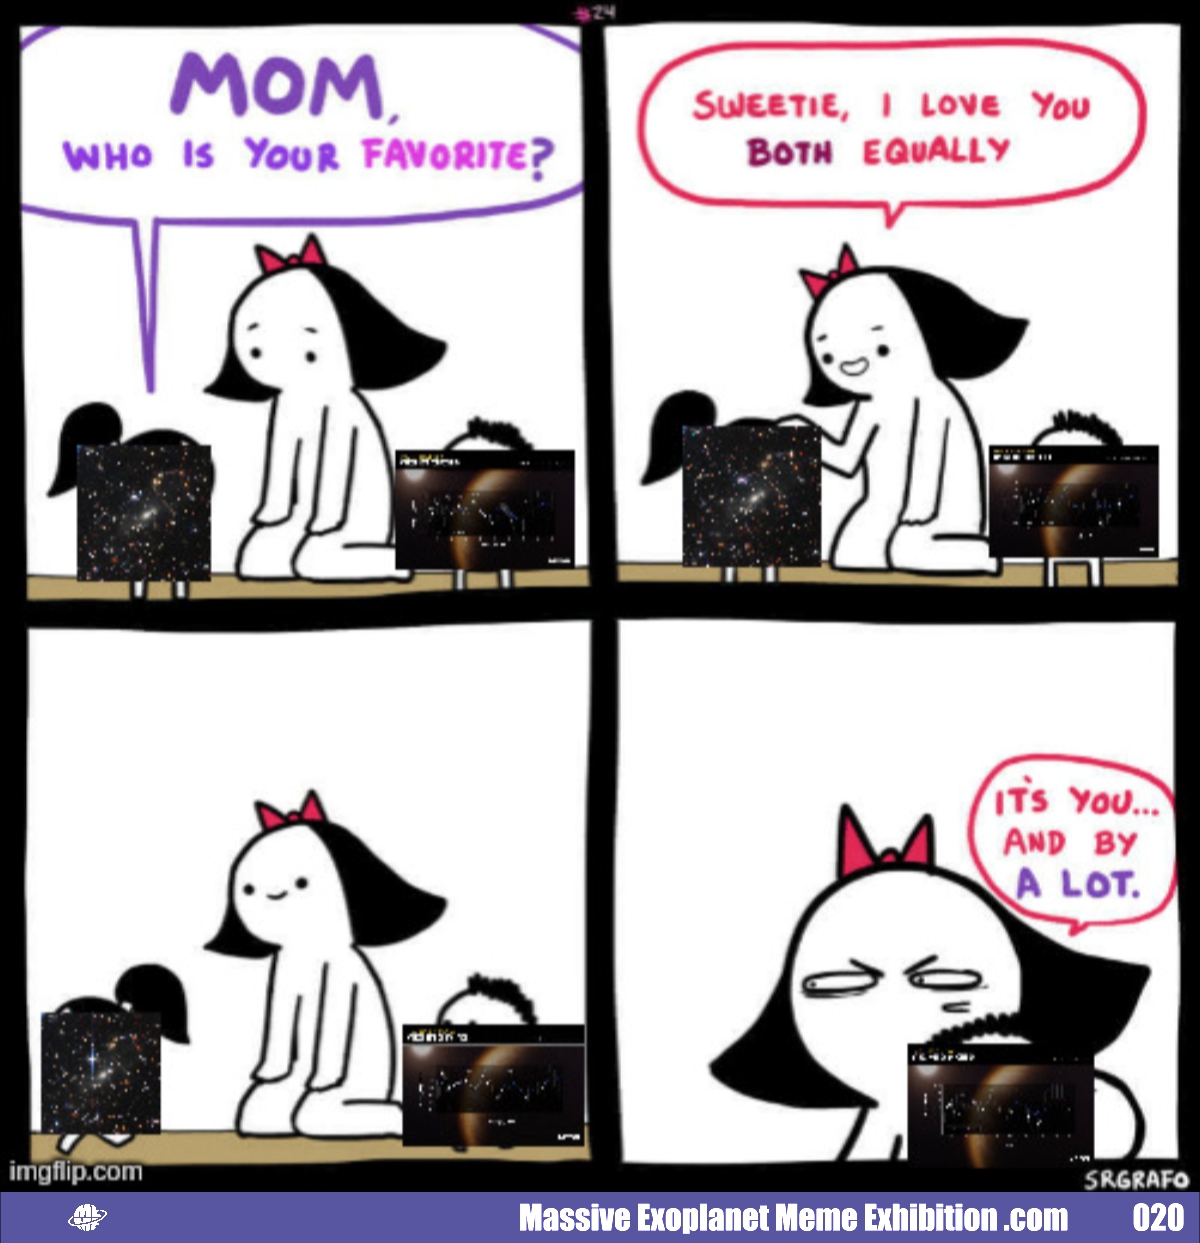 #24
MOM,
WHO IS YOUR FAVORITE?
SWEETIE, I LOVE YOU
BOTH EQUALLY
IT'S YOU...
AND BY
A LOT.
imgflip.com
SRGRAFO
Massive Exoplanet Meme Exhibition .com 020